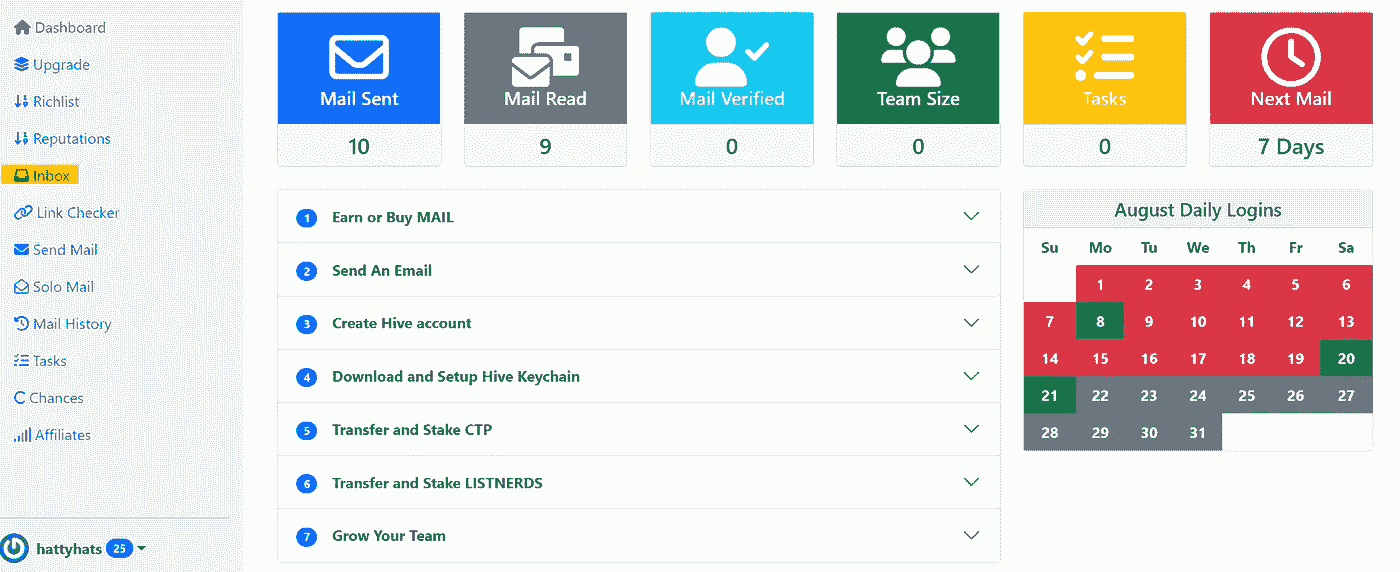 Dashboard
Upgrade
Richlist
Reputations
Inbox
Link Checker
Send Mail
Solo Mail
Mail History
Tasks
Chances
Affiliates
hattyhats 25
Mail Sent
10
Mail Read
9
Mail Verified
0
Team Size
0
Tasks
0
Next Mail
7 Days
1 Earn or Buy MAIL
2 Send An Email
3 Create Hive account
4 Download and Setup Hive Keychain
5 Transfer and Stake CTP
6 Transfer and Stake LISTNERDS
7 Grow Your Team
August Daily Logins
Su Mo Tu We Th Fr Sa
1 2 3 4 5 6
7 8 9 10 11 12 13
14 15 16 17 18 19 20
21 22 23 24 25 26 27
28 29 30 31